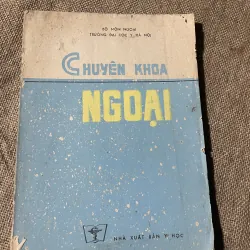 BỘ MÔN NGOẠI
TRƯỜNG ĐẠI HỌC Y HÀ NỘI
CHUYÊN KHOA
NGOẠI
NHÀ XUẤT BẢN Y HỌC